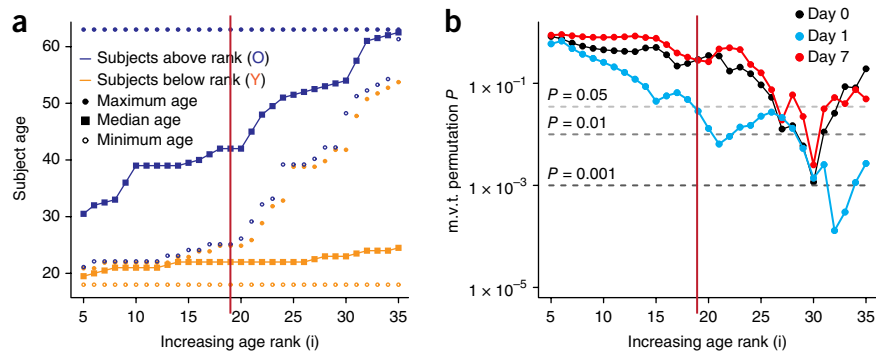 a
Subject age
60
50
40
30
20
Subjects above rank (O)
Subjects below rank (Y)
Maximum age
Median age
Minimum age
5 10 15 20 25 30 35
Increasing age rank (i)
b
m.v.t. permutation P
1 × 10⁻¹
1 × 10⁻³
1 × 10⁻⁵
Day 0
Day 1
Day 7
P = 0.05
P = 0.01
P = 0.001
5 10 15 20 25 30 35
Increasing age rank (i)